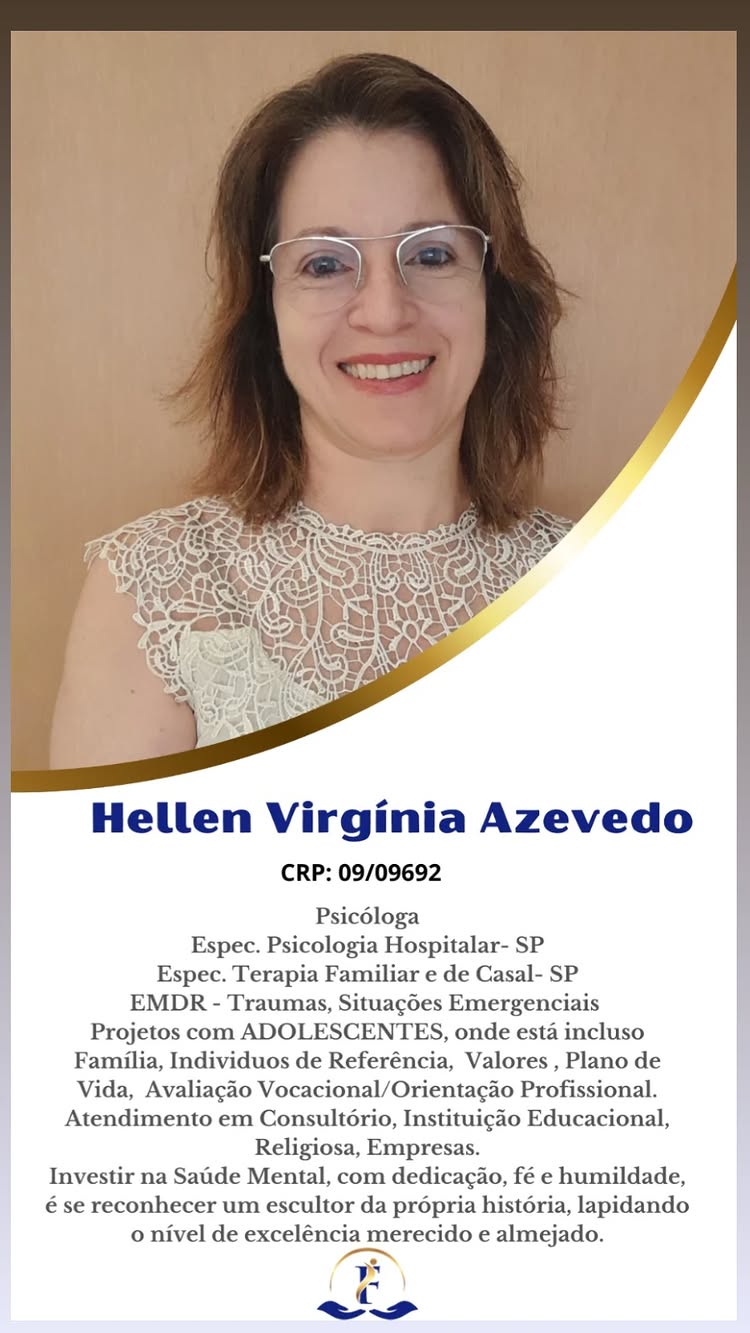 Hellen Virgínia Azevedo
CRP: 09/09692
Psicóloga
Espec. Psicologia Hospitalar- SP
Espec. Terapia Familiar e de Casal- SP
EMDR - Traumas, Situações Emergenciais
Projetos com ADOLESCENTES, onde está incluso
Família, Individuos de Referência,  Valores , Plano de
Vida,  Avaliação Vocacional/Orientação Profissional.
Atendimento em Consultório, Instituição Educacional,
Religiosa, Empresas.
Investir na Saúde Mental, com dedicação, fé e humildade,
é se reconhecer um escultor da própria história, lapidando
o nível de excelência merecido e almejado.
F